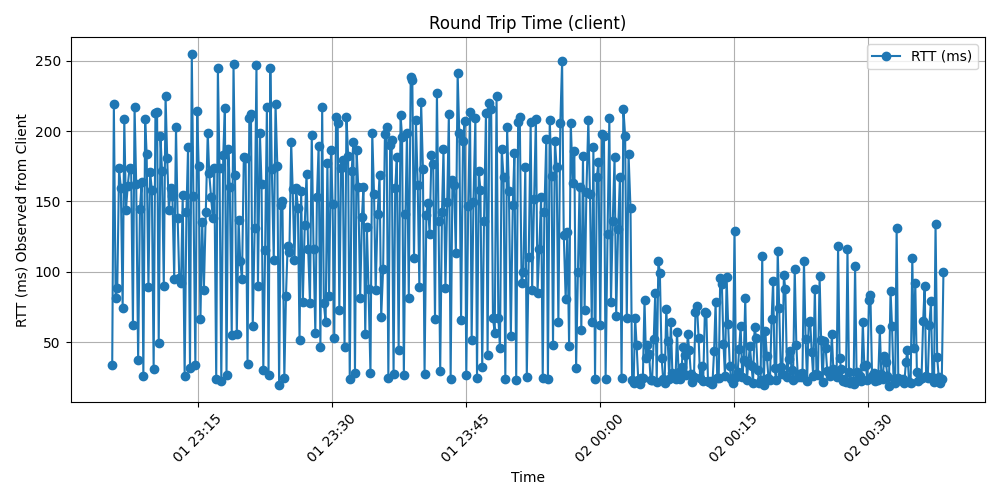 Round Trip Time (client)
RTT (ms)
RTT (ms) Observed from Client
250
200
150
100
50
01 23:15
01 23:30
01 23:45
02 00:00
02 00:15
02 00:30
Time